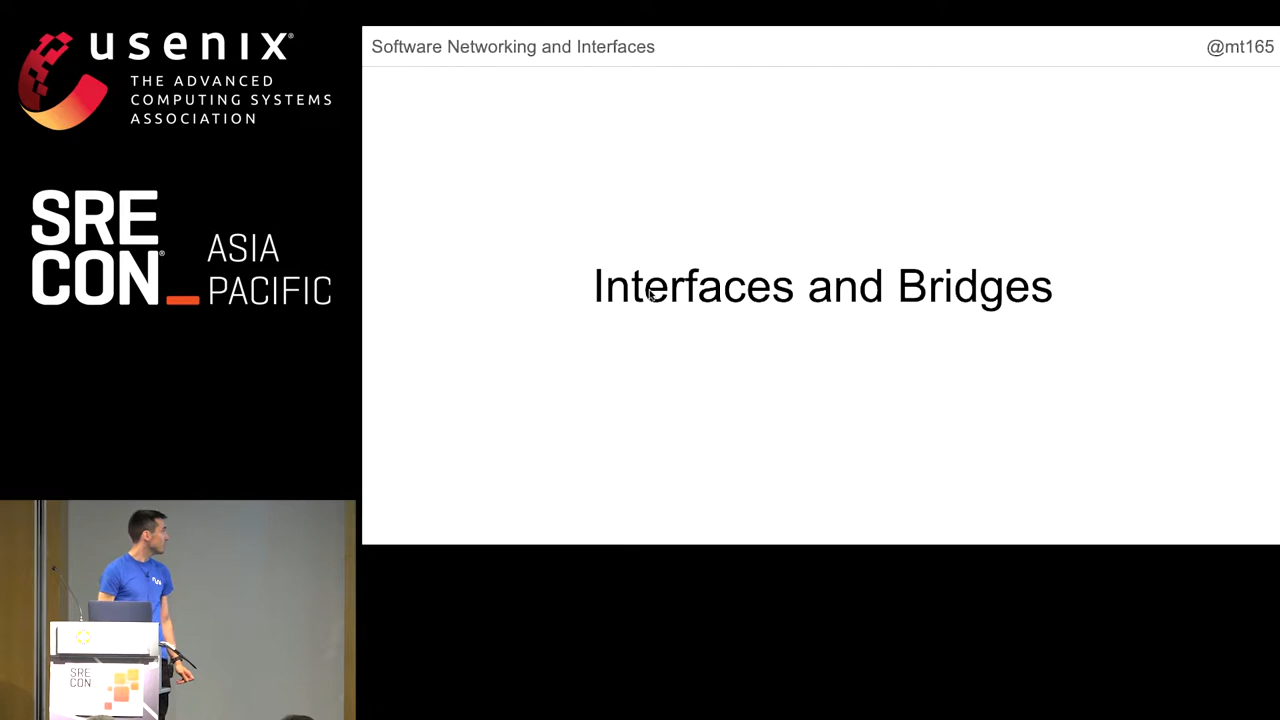 usenix®
THE ADVANCED
COMPUTING SYSTEMS
ASSOCIATION
SRE
CON®
ASIA
PACIFIC
Software Networking and Interfaces
@mt165
Interfaces and Bridges
SRE
CON